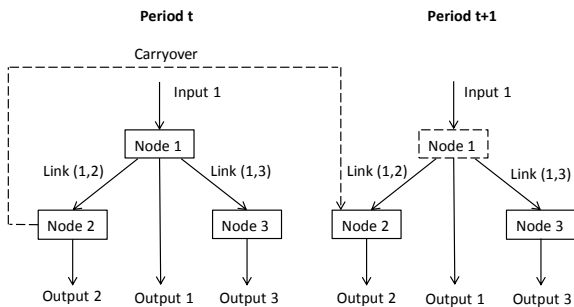 Period t
Period t+1
Carryover
Input 1
Input 1
Node 1
Node 1
Link (1,2)
Link (1,3)
Link (1,2)
Link (1,3)
Node 2
Node 3
Node 2
Node 3
Output 2
Output 1
Output 3
Output 2
Output 1
Output 3